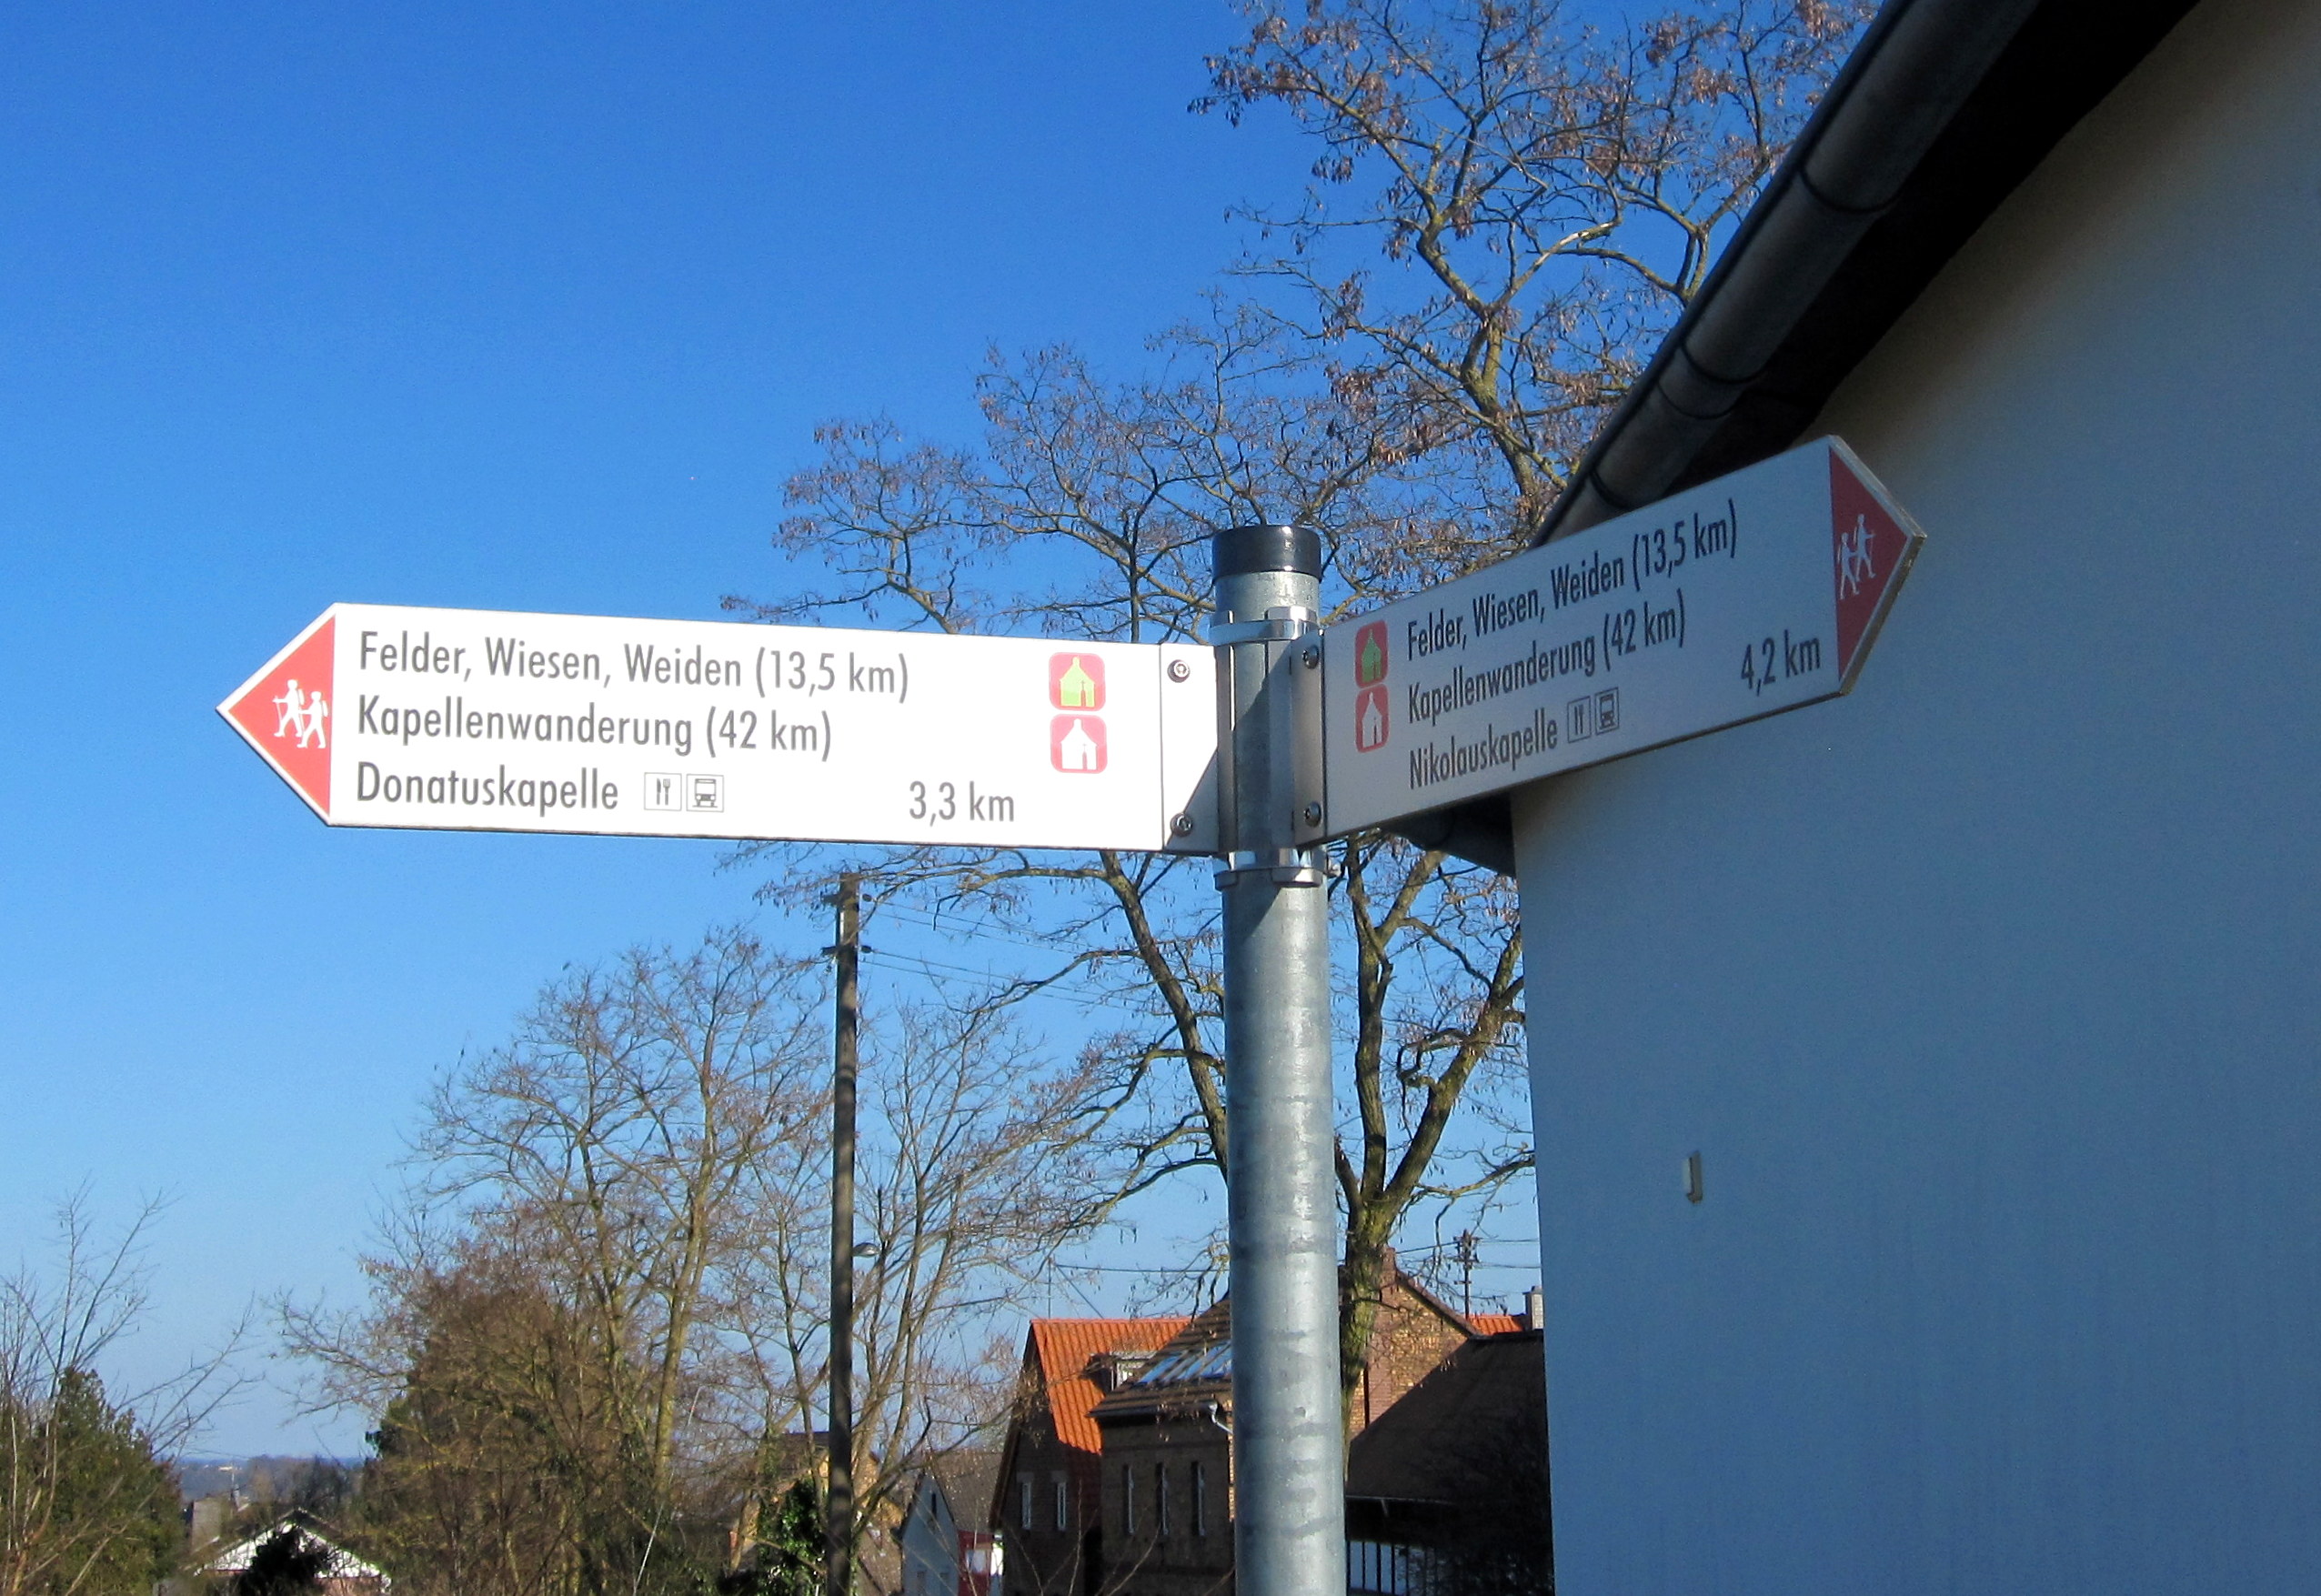 Felder, Wiesen, Weiden (13,5 km)
Kapellenwanderung (42 km)
Donatuskapelle 3,3 km
Felder, Wiesen, Weiden (13,5 km)
Kapellenwanderung (42 km)
Nikolauskapelle 4,2 km